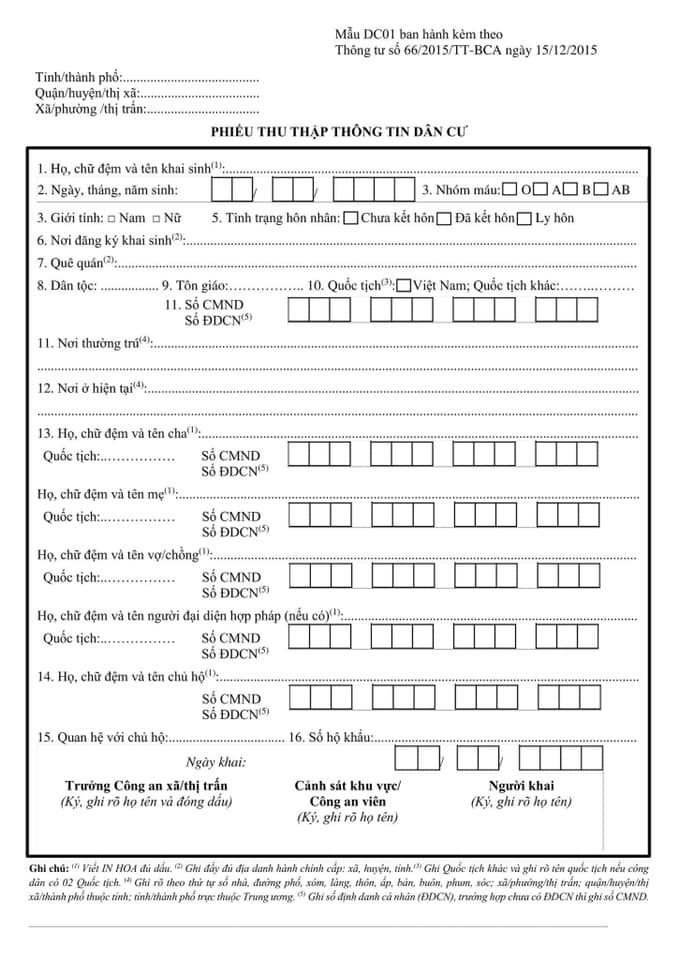 Mẫu DC01 ban hành kèm theo
Thông tư số 66/2015/TT-BCA ngày 15/12/2015
Tỉnh/thành phố:........................................
Quận/huyện/thị xã:..................................
Xã/phường /thị trấn:.................................
PHIẾU THU THẬP THÔNG TIN DÂN CƯ
1. Họ, chữ đệm và tên khai sinh(1):........................................
2. Ngày, tháng, năm sinh: / / 3. Nhóm máu: O A B AB
3. Giới tính: □ Nam □ Nữ 5. Tình trạng hôn nhân: Chưa kết hôn Đã kết hôn Ly hôn
6. Nơi đăng ký khai sinh(2):........................................
7. Quê quán(2):........................................
8. Dân tộc: ................. 9. Tôn giáo:.................... 10. Quốc tịch(3): Việt Nam; Quốc tịch khác:....................
11. Số CMND
Số ĐDCN(5)
11. Nơi thường trú(4):........................................
........................................
12. Nơi ở hiện tại(4):........................................
........................................
13. Họ, chữ đệm và tên cha(1):........................................
Quốc tịch:.................... Số CMND
Số ĐDCN(5)
Họ, chữ đệm và tên mẹ(1):........................................
Quốc tịch:.................... Số CMND
Số ĐDCN(5)
Họ, chữ đệm và tên vợ/chồng(1):........................................
Quốc tịch:.................... Số CMND
Số ĐDCN(5)
Họ, chữ đệm và tên người đại diện hợp pháp (nếu có)(1):........................................
Quốc tịch:.................... Số CMND
Số ĐDCN(5)
14. Họ, chữ đệm và tên chủ hộ(1):........................................
Số CMND
Số ĐDCN(5)
15. Quan hệ với chủ hộ:.................................. 16. Số hộ khẩu:........................................
Ngày khai: / /
Trưởng Công an xã/thị trấn Cảnh sát khu vực/ Người khai
(Ký, ghi rõ họ tên và đóng dấu) Công an viên (Ký, ghi rõ họ tên)
(Ký, ghi rõ họ tên)
Ghi chú: (1) Viết IN HOA đủ dấu. (2) Ghi đầy đủ địa danh hành chính cấp: xã, huyện, tỉnh.(3) Ghi Quốc tịch khác và ghi rõ tên quốc tịch nếu công
dân có 02 Quốc tịch. (4) Ghi rõ theo thứ tự số nhà, đường phố, xóm, làng, thôn, ấp, bản, buôn, phum, sóc; xã/phường/thị trấn; quận/huyện/thị
xã/thành phố thuộc tỉnh; tỉnh/thành phố trực thuộc Trung ương. (5) Ghi số định danh cá nhân (ĐDCN), trường hợp chưa có ĐDCN thì ghi số CMND.